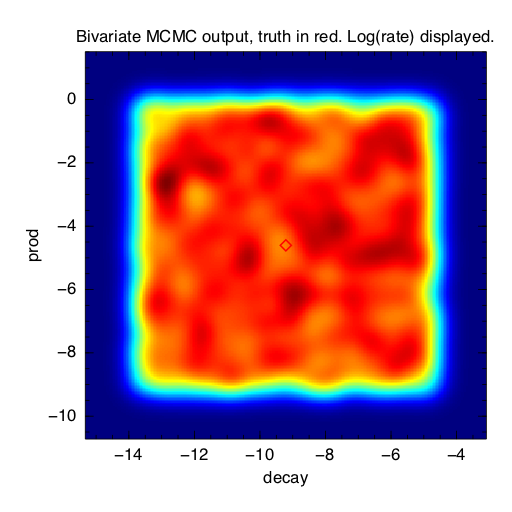 Bivariate MCMC output, truth in red. Log(rate) displayed.
0
−2
−4
−6
−8
−10
prod
−14 −12 −10 −8 −6 −4
decay